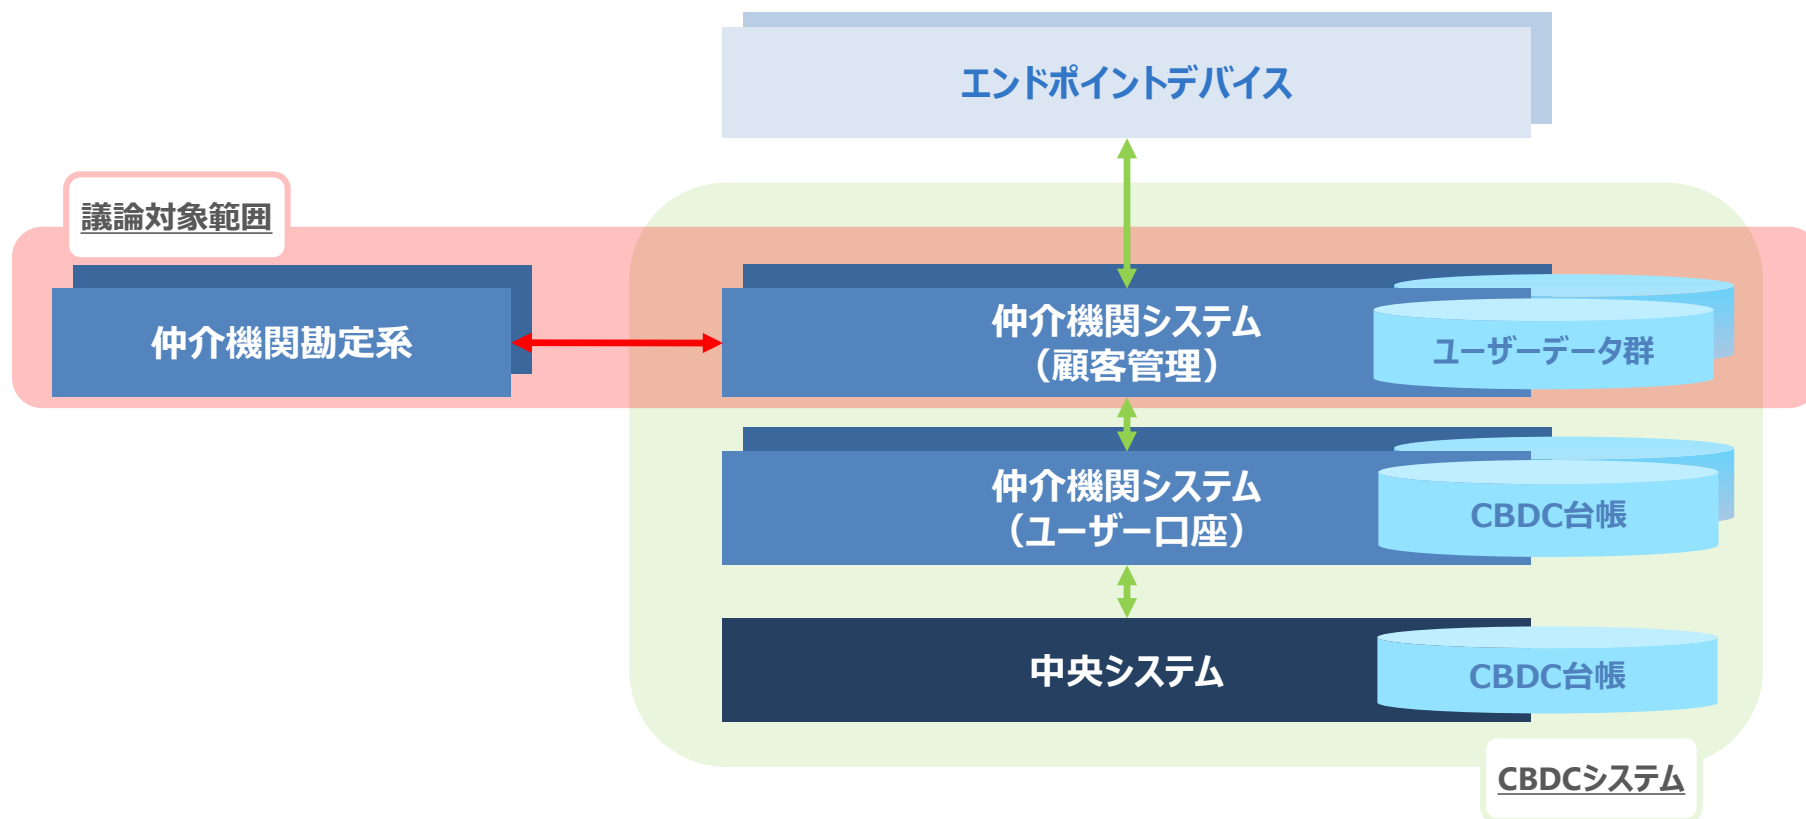 エンドポイントデバイス
議論対象範囲
仲介機関勘定系
仲介機関システム
（顧客管理）
ユーザーデータ群
仲介機関システム
（ユーザー口座）
CBDC台帳
中央システム
CBDC台帳
CBDCシステム